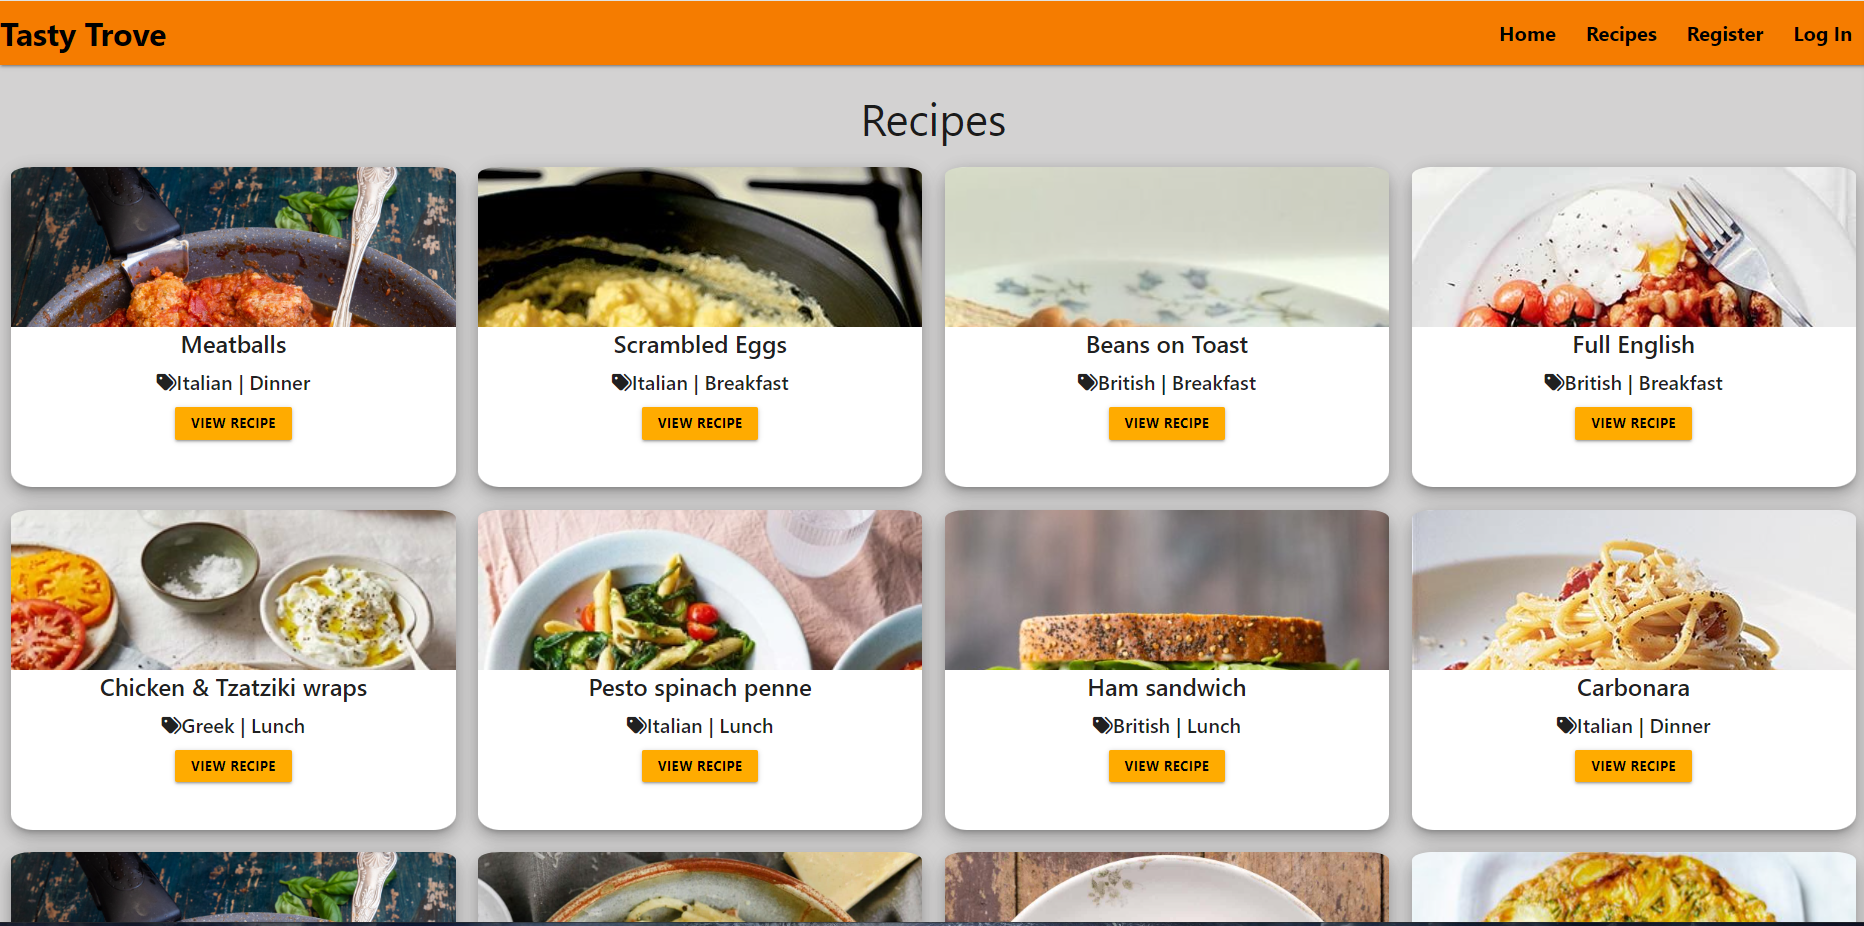 Tasty Trove
Home Recipes Register Log In
Recipes
Meatballs
Italian | Dinner
VIEW RECIPE
Scrambled Eggs
Italian | Breakfast
VIEW RECIPE
Beans on Toast
British | Breakfast
VIEW RECIPE
Full English
British | Breakfast
VIEW RECIPE
Chicken & Tzatziki wraps
Greek | Lunch
VIEW RECIPE
Pesto spinach penne
Italian | Lunch
VIEW RECIPE
Ham sandwich
British | Lunch
VIEW RECIPE
Carbonara
Italian | Dinner
VIEW RECIPE